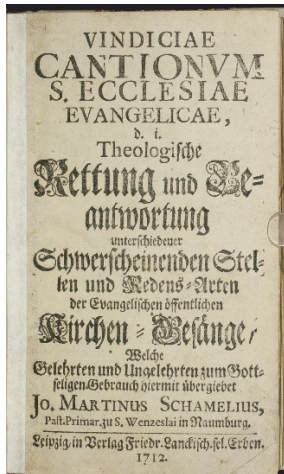 VINDICIAE
CANTIONVM
S. ECCLESIAE
EVANGELICAE,
d. i.
Theologische
Rettung und Be-
antwortung
unterschiedener
Schwerscheinenden Stel-
len und Redens-Arten
der Evangelischen öffentlichen
Kirchen-Gesänge/
Welche
Gelehrten und Ungelehrten zum Gott-
seligen Gebrauch hiermit übergiebet
JO. MARTINUS SCHAMELIUS,
Past. Primar. zu S. Wenzeslai in Naumburg.
Leipzig, in Verlag Friedr. Lanckisch. sel. Erben.
1712.